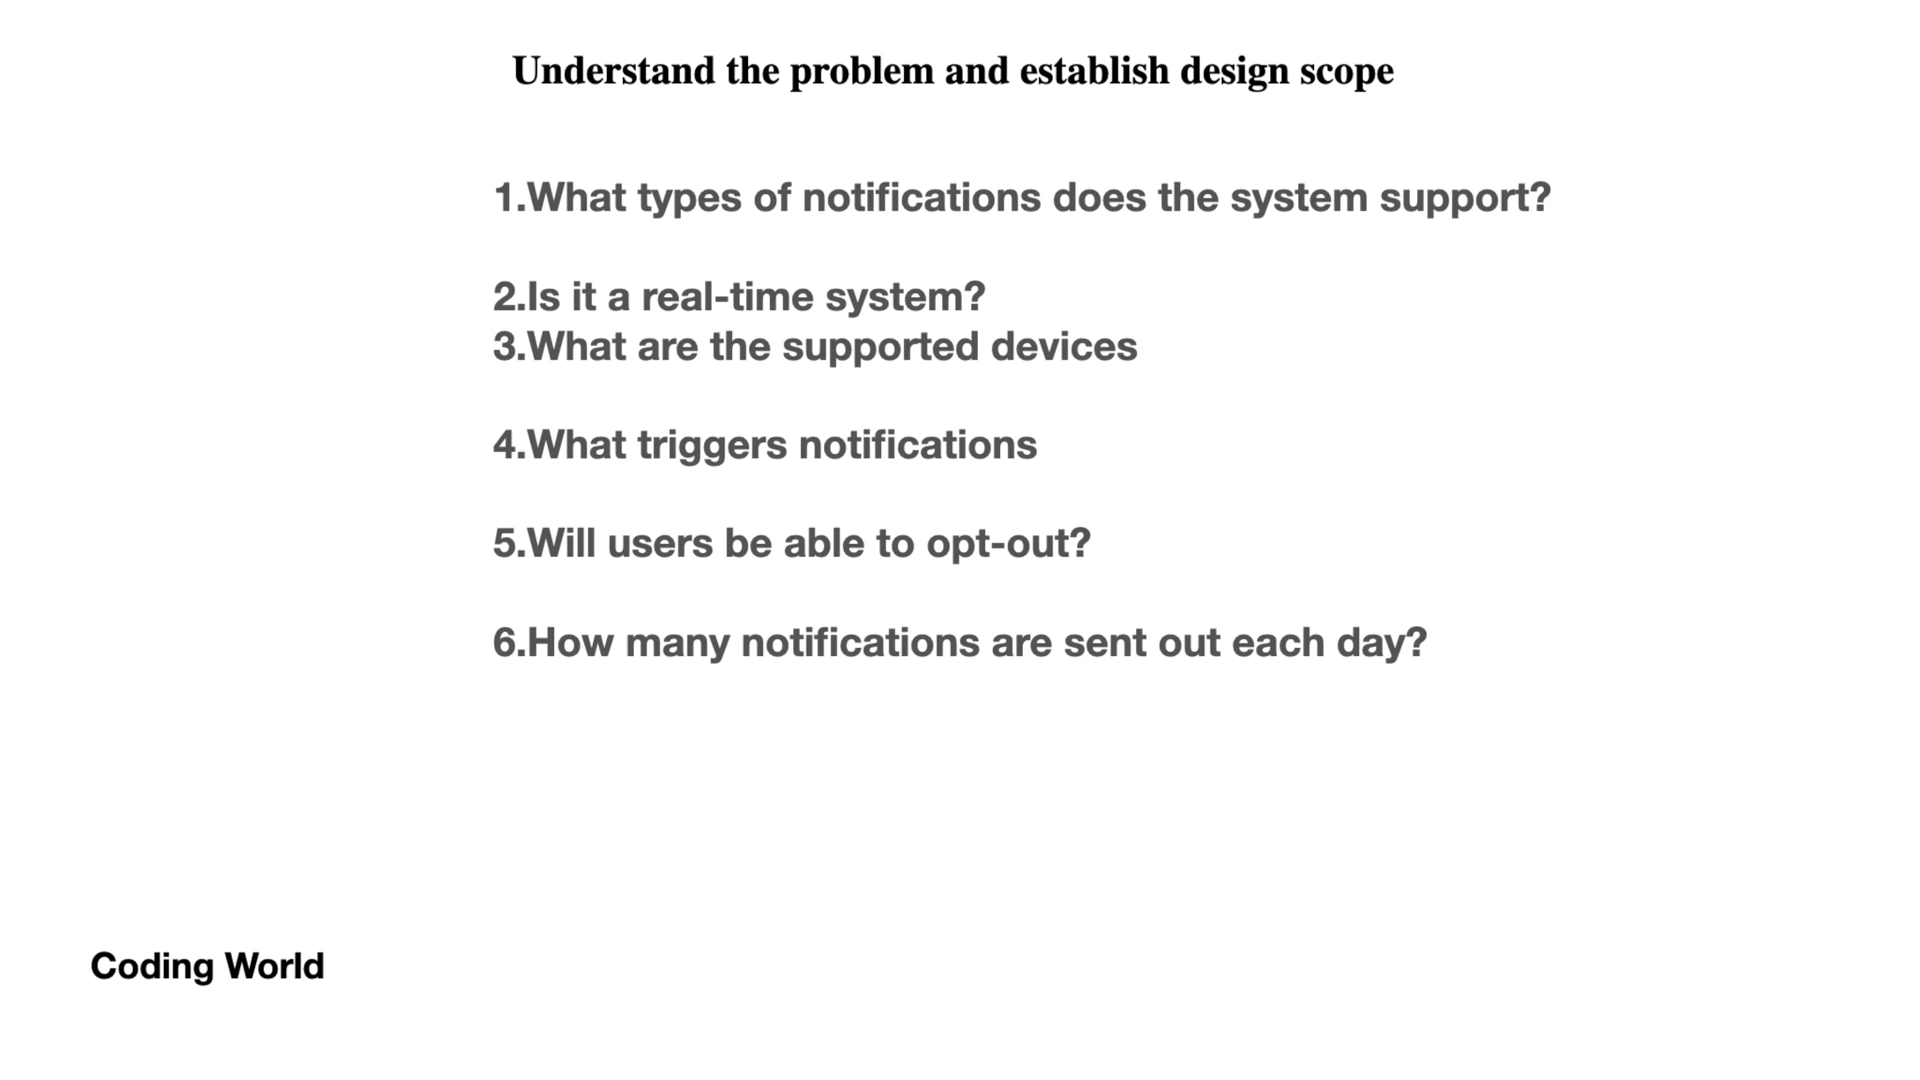 Understand the problem and establish design scope
1.What types of notifications does the system support?
2.Is it a real-time system?
3.What are the supported devices
4.What triggers notifications
5.Will users be able to opt-out?
6.How many notifications are sent out each day?
Coding World